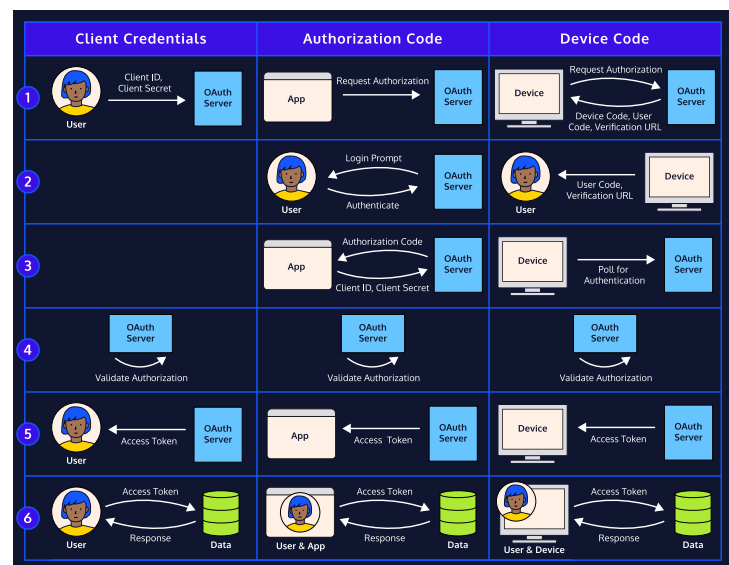 Client Credentials
Authorization Code
Device Code
1
Client ID,
Client Secret
OAuth
Server
User
App
Request Authorization
OAuth
Server
Device
Request Authorization
Device Code, User
Code, Verification URL
OAuth
Server
2
User
Login Prompt
Authenticate
OAuth
Server
User
User Code,
Verification URL
Device
3
App
Authorization Code
Client ID, Client Secret
OAuth
Server
Device
Poll for
Authentication
OAuth
Server
4
OAuth
Server
Validate Authorization
OAuth
Server
Validate Authorization
OAuth
Server
Validate Authorization
5
User
Access Token
OAuth
Server
App
Access Token
OAuth
Server
Device
Access Token
OAuth
Server
6
User
Access Token
Response
Data
User & App
Access Token
Response
Data
User & Device
Access Token
Response
Data